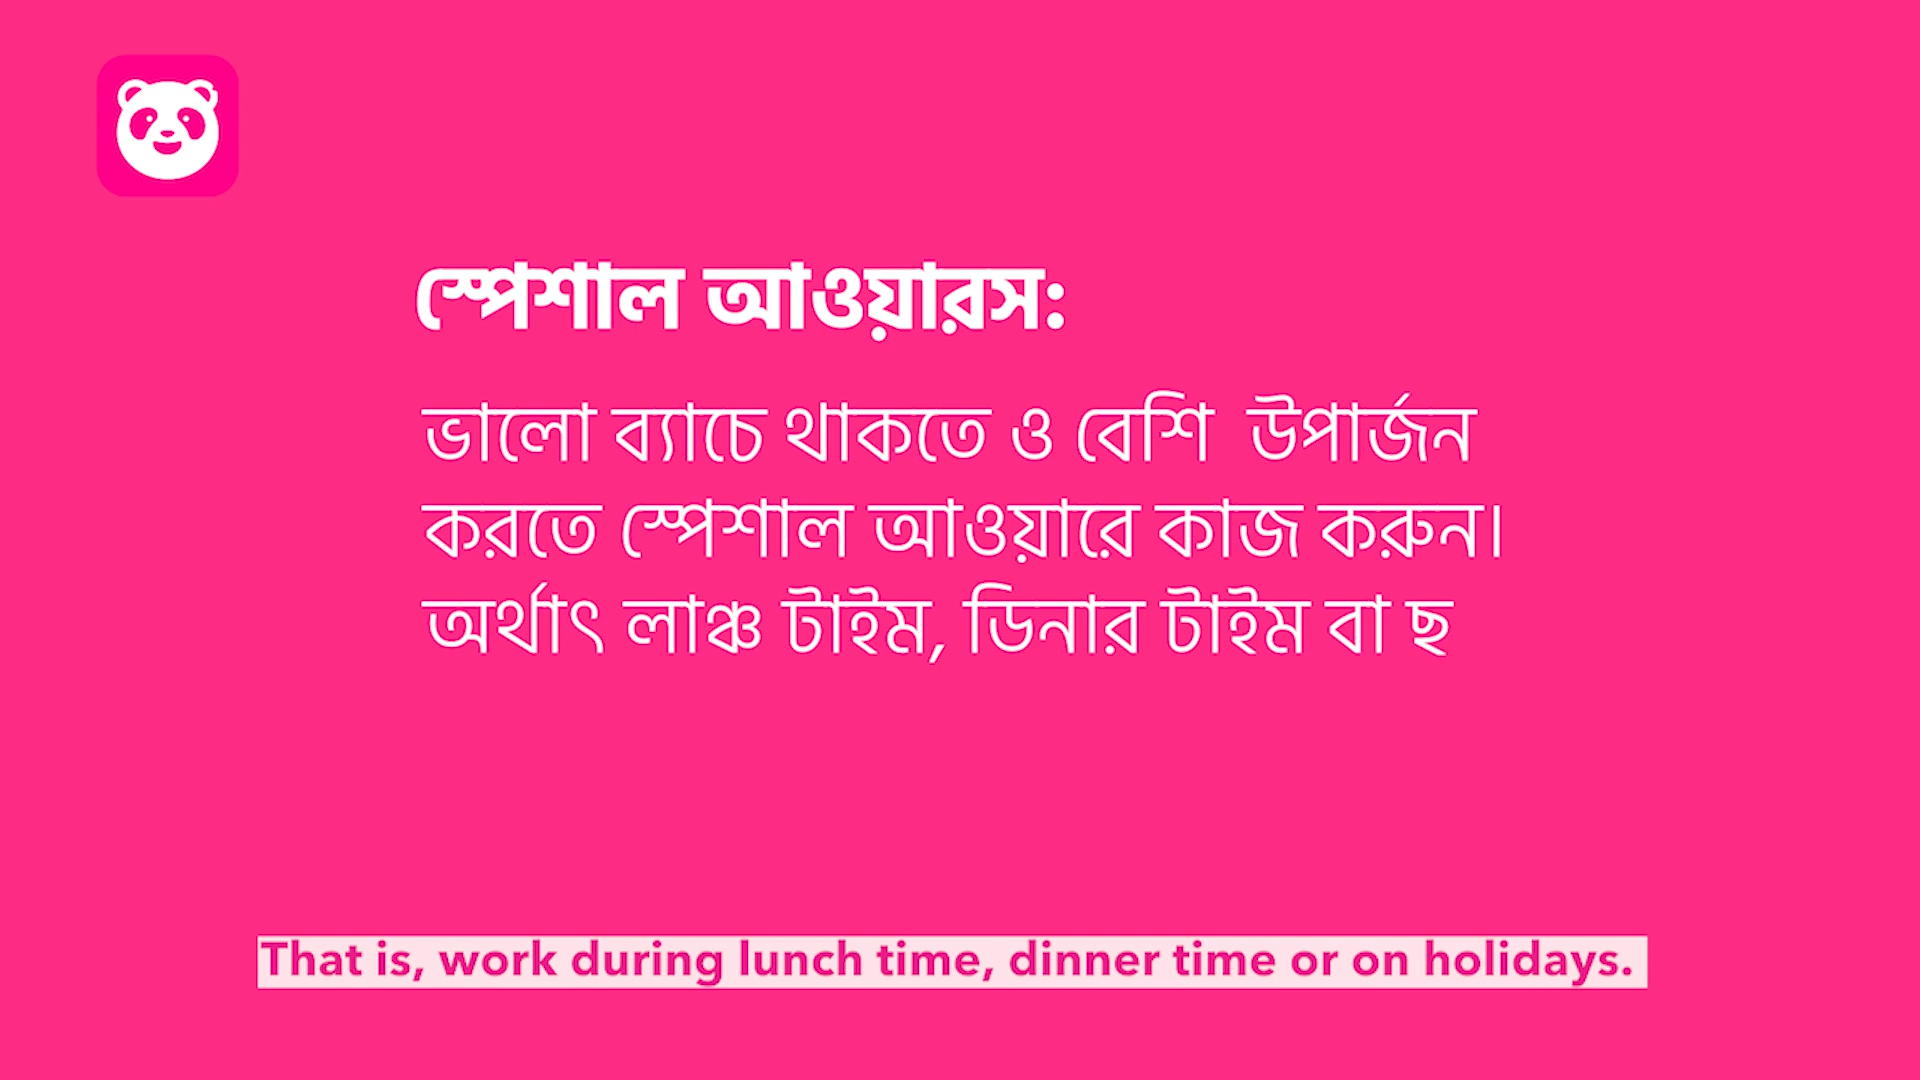 স্পেশাল আওয়ারস:
ভালো ব্যাচে থাকতে ও বেশি উপার্জন
করতে স্পেশাল আওয়ারে কাজ করুন।
অর্থাৎ লাঞ্চ টাইম, ডিনার টাইম বা ছ
That is, work during lunch time, dinner time or on holidays.